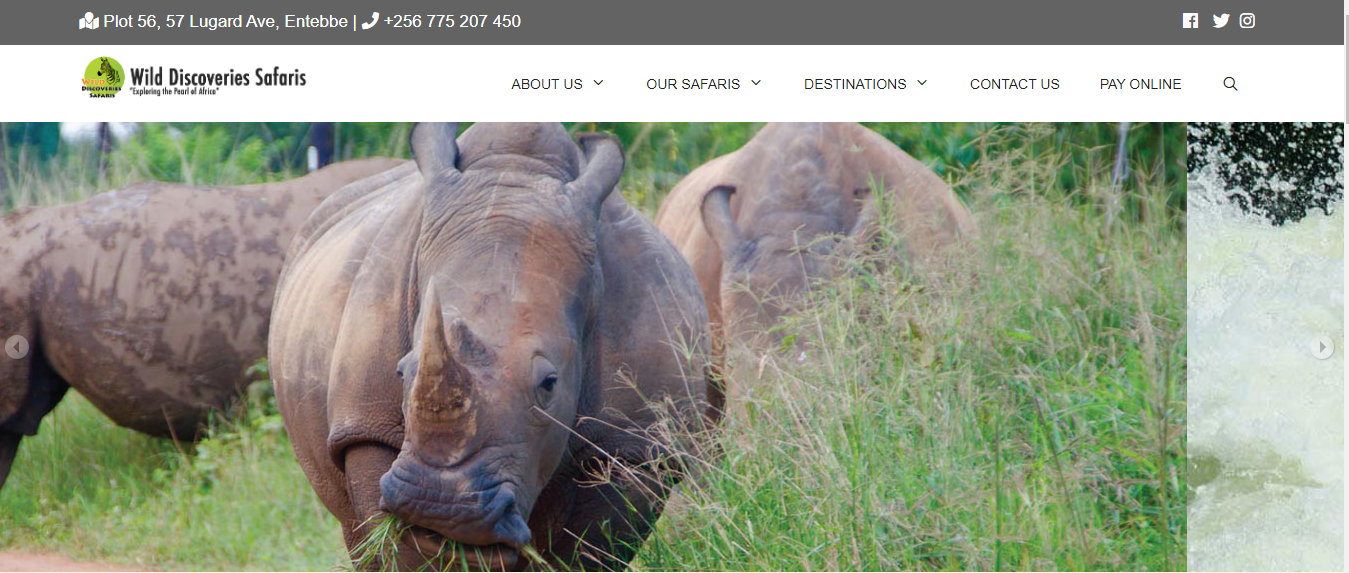 Plot 56, 57 Lugard Ave, Entebbe | +256 775 207 450
WILD
DISCOVERIES
SAFARIS
Wild Discoveries Safaris
"Exploring the Pearl of Africa"
ABOUT US
OUR SAFARIS
DESTINATIONS
CONTACT US
PAY ONLINE